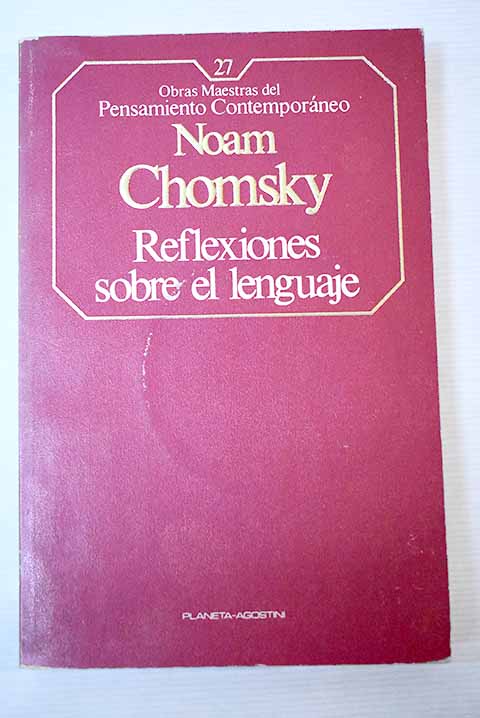 27
Obras Maestras del
Pensamiento Contemporáneo
Noam
Chomsky
Reflexiones
sobre el lenguaje
PLANETA-AGOSTINI